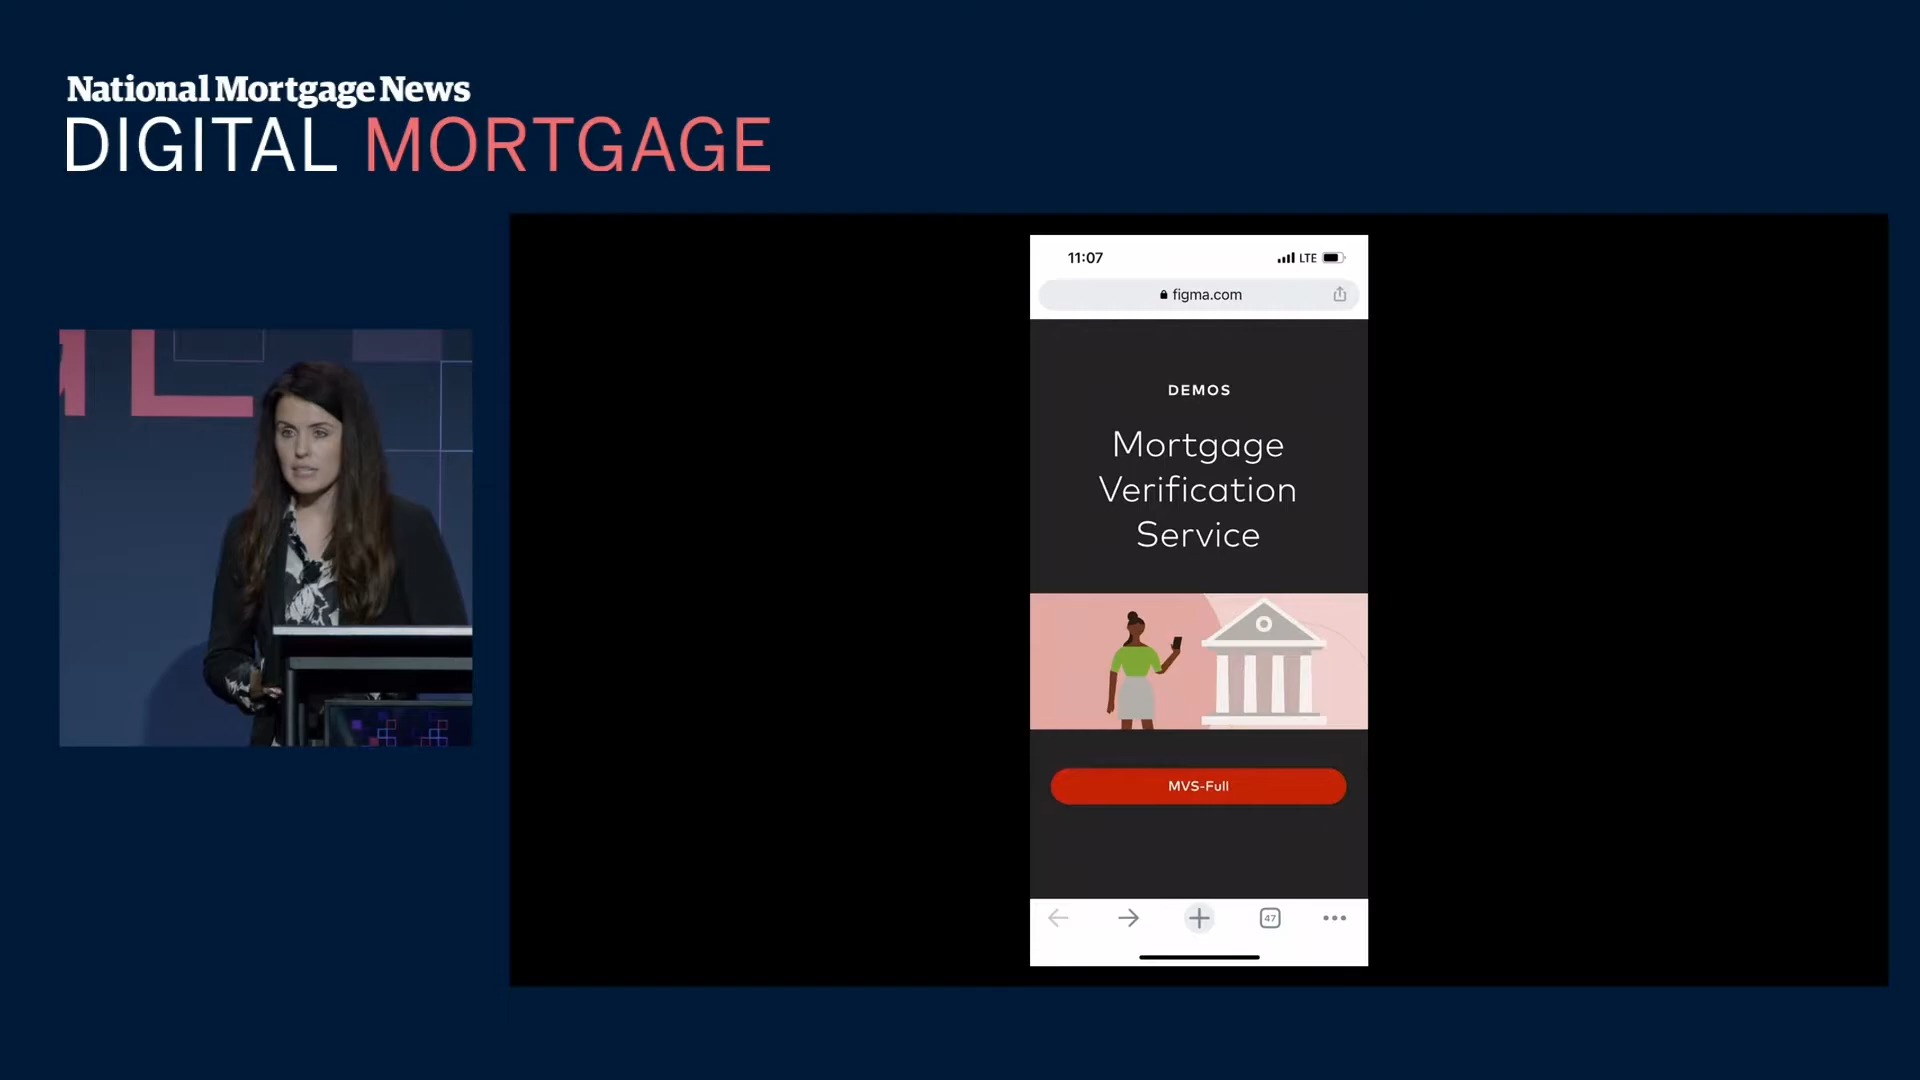 National Mortgage News
DIGITAL MORTGAGE
11:07
LTE
figma.com
DEMOS
Mortgage
Verification
Service
MVS-Full
47